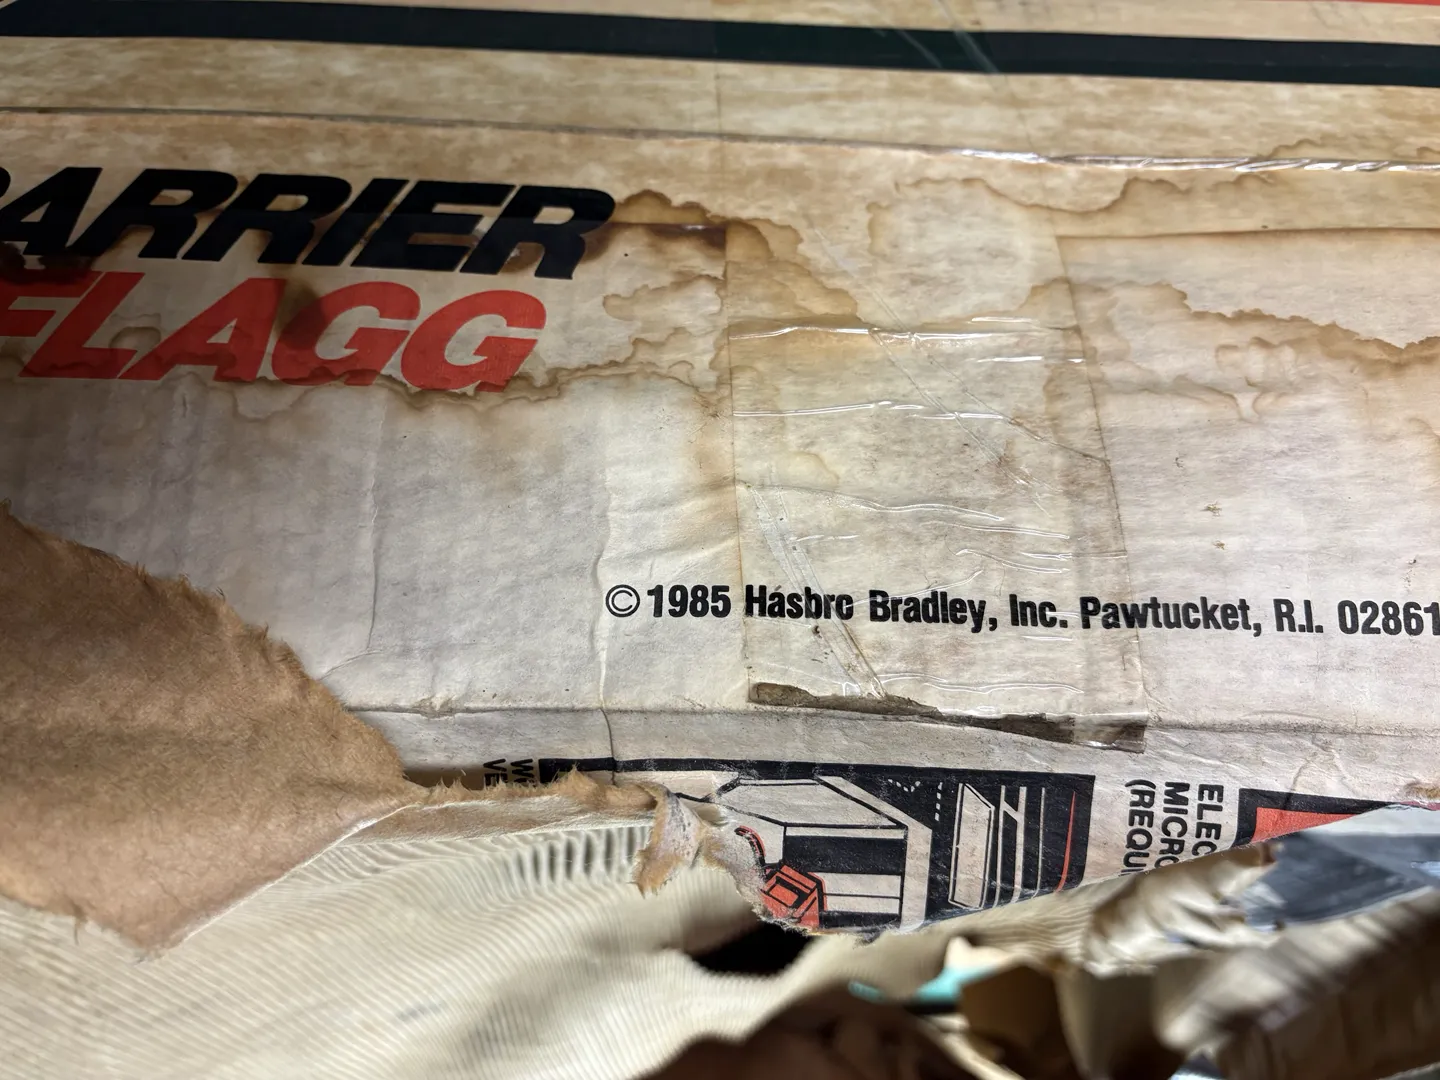 ARRIER
FLAGG
©1985 Hasbro Bradley, Inc. Pawtucket, R.I. 02861
ELEC
MICRO
(REQU